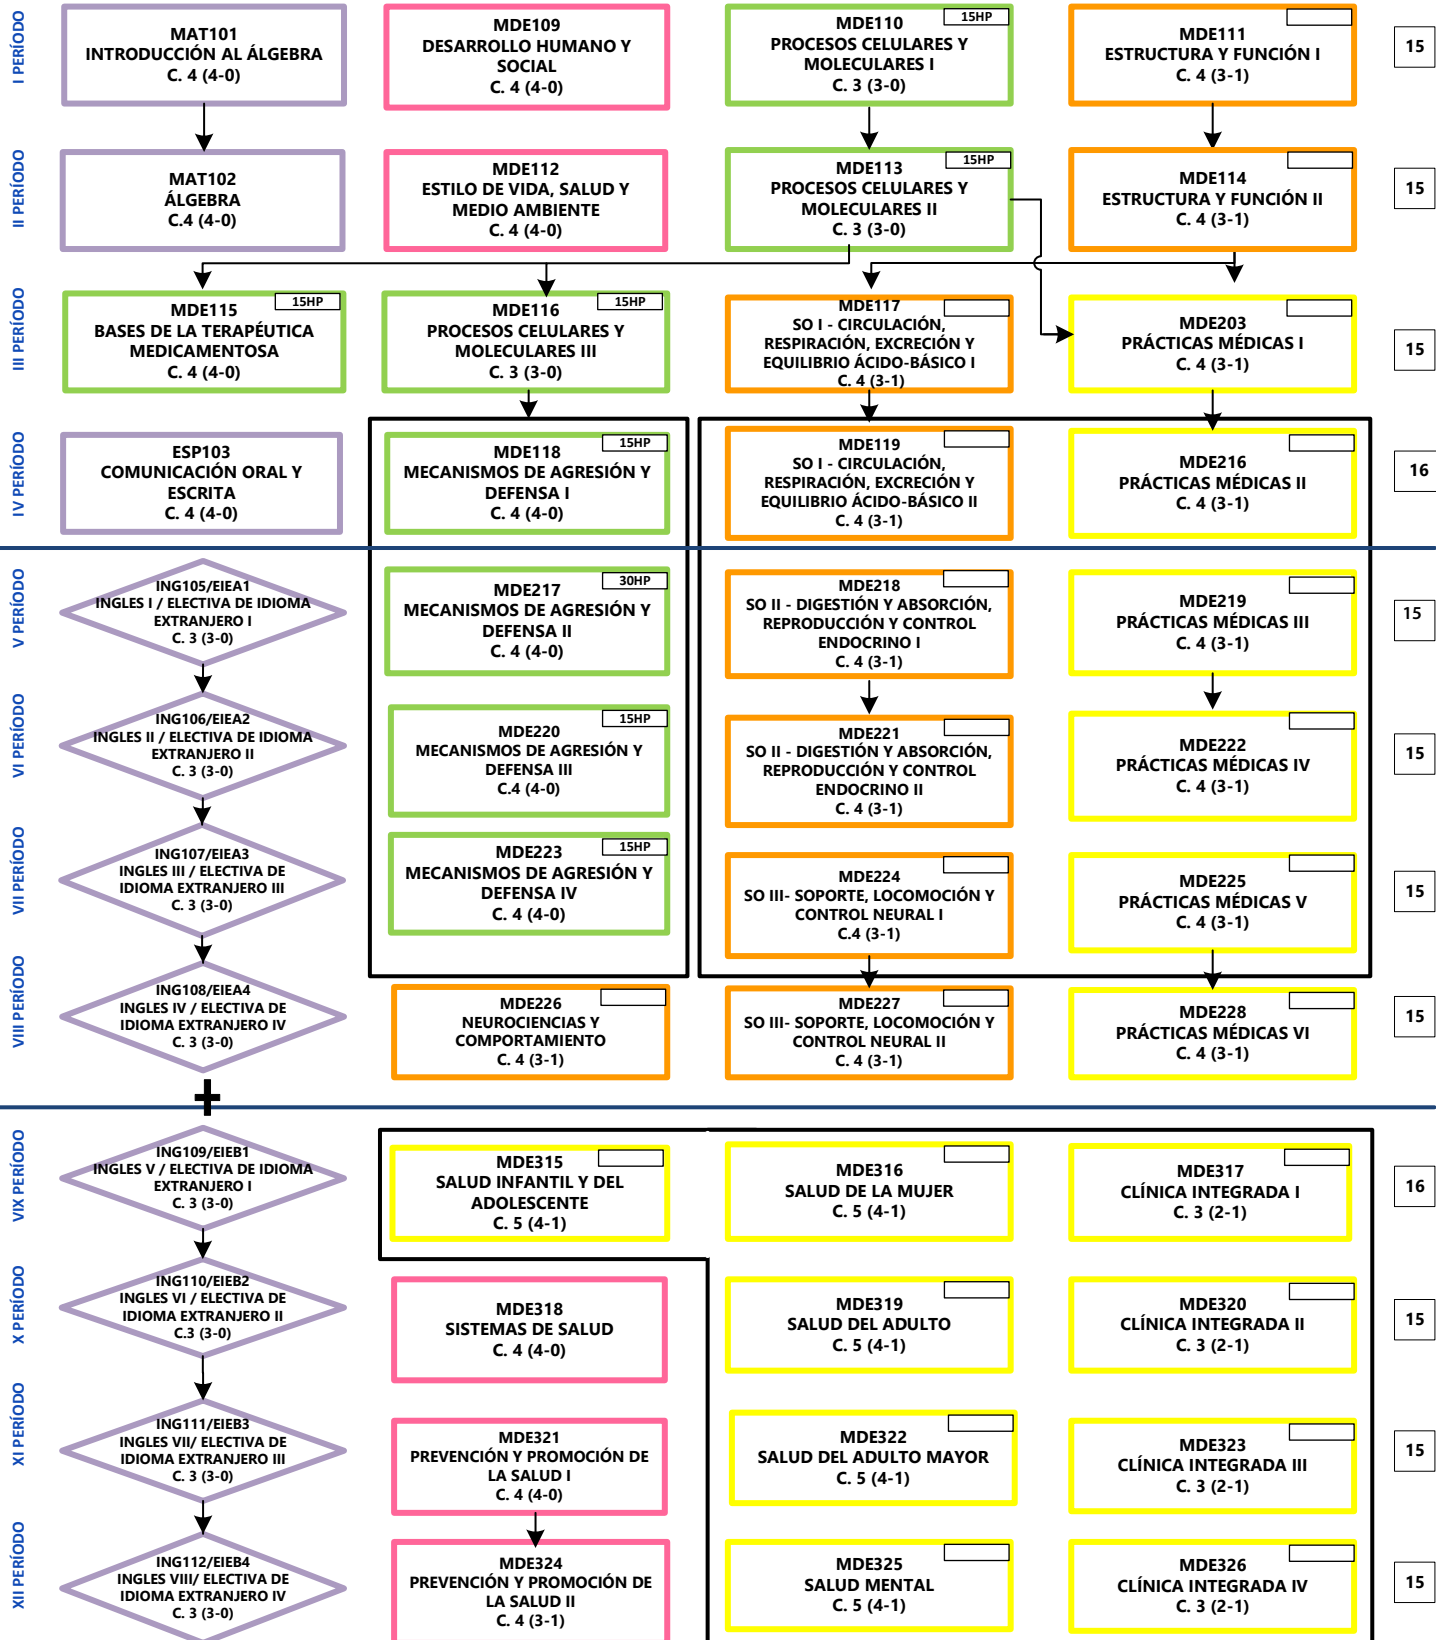 I PERÍODO
MAT101
INTRODUCCIÓN AL ÁLGEBRA
C. 4 (4-0)
MDE109
DESARROLLO HUMANO Y
SOCIAL
C. 4 (4-0)
15HP
MDE110
PROCESOS CELULARES Y
MOLECULARES I
C. 3 (3-0)
MDE111
ESTRUCTURA Y FUNCIÓN I
C. 4 (3-1)
15
II PERÍODO
MAT102
ÁLGEBRA
C.4 (4-0)
MDE112
ESTILO DE VIDA, SALUD Y
MEDIO AMBIENTE
C. 4 (4-0)
15HP
MDE113
PROCESOS CELULARES Y
MOLECULARES II
C. 3 (3-0)
MDE114
ESTRUCTURA Y FUNCIÓN II
C. 4 (3-1)
15
III PERÍODO
15HP
MDE115
BASES DE LA TERAPÉUTICA
MEDICAMENTOSA
C. 4 (4-0)
15HP
MDE116
PROCESOS CELULARES Y
MOLECULARES III
C. 3 (3-0)
MDE117
SO I - CIRCULACIÓN,
RESPIRACIÓN, EXCRECIÓN Y
EQUILIBRIO ÁCIDO-BÁSICO I
C. 4 (3-1)
MDE203
PRÁCTICAS MÉDICAS I
C. 4 (3-1)
15
IV PERÍODO
ESP103
COMUNICACIÓN ORAL Y
ESCRITA
C. 4 (4-0)
15HP
MDE118
MECANISMOS DE AGRESIÓN Y
DEFENSA I
C. 4 (4-0)
MDE119
SO I - CIRCULACIÓN,
RESPIRACIÓN, EXCRECIÓN Y
EQUILIBRIO ÁCIDO-BÁSICO II
C. 4 (3-1)
MDE216
PRÁCTICAS MÉDICAS II
C. 4 (3-1)
16
V PERÍODO
ING105/EIEA1
INGLES I / ELECTIVA DE IDIOMA
EXTRANJERO I
C. 3 (3-0)
30HP
MDE217
MECANISMOS DE AGRESIÓN Y
DEFENSA II
C. 4 (4-0)
MDE218
SO II - DIGESTIÓN Y ABSORCIÓN,
REPRODUCCIÓN Y CONTROL
ENDOCRINO I
C. 4 (3-1)
MDE219
PRÁCTICAS MÉDICAS III
C. 4 (3-1)
15
VI PERÍODO
ING106/EIEA2
INGLES II / ELECTIVA DE IDIOMA
EXTRANJERO II
C. 3 (3-0)
15HP
MDE220
MECANISMOS DE AGRESIÓN Y
DEFENSA III
C.4 (4-0)
MDE221
SO II - DIGESTIÓN Y ABSORCIÓN,
REPRODUCCIÓN Y CONTROL
ENDOCRINO II
C. 4 (3-1)
MDE222
PRÁCTICAS MÉDICAS IV
C. 4 (3-1)
15
VII PERÍODO
ING107/EIEA3
INGLES III / ELECTIVA DE
IDIOMA EXTRANJERO III
C. 3 (3-0)
15HP
MDE223
MECANISMOS DE AGRESIÓN Y
DEFENSA IV
C. 4 (4-0)
MDE224
SO III- SOPORTE, LOCOMOCIÓN Y
CONTROL NEURAL I
C.4 (3-1)
MDE225
PRÁCTICAS MÉDICAS V
C. 4 (3-1)
15
VIII PERÍODO
ING108/EIEA4
INGLES IV / ELECTIVA DE
IDIOMA EXTRANJERO IV
C. 3 (3-0)
MDE226
NEUROCIENCIAS Y
COMPORTAMIENTO
C. 4 (3-1)
MDE227
SO III- SOPORTE, LOCOMOCIÓN Y
CONTROL NEURAL II
C. 4 (3-1)
MDE228
PRÁCTICAS MÉDICAS VI
C. 4 (3-1)
15
+
VIX PERÍODO
ING109/EIEB1
INGLES V / ELECTIVA DE IDIOMA
EXTRANJERO I
C. 3 (3-0)
MDE315
SALUD INFANTIL Y DEL
ADOLESCENTE
C. 5 (4-1)
MDE316
SALUD DE LA MUJER
C. 5 (4-1)
MDE317
CLÍNICA INTEGRADA I
C. 3 (2-1)
16
X PERÍODO
ING110/EIEB2
INGLES VI / ELECTIVA DE
IDIOMA EXTRANJERO II
C.3 (3-0)
MDE318
SISTEMAS DE SALUD
C. 4 (4-0)
MDE319
SALUD DEL ADULTO
C. 5 (4-1)
MDE320
CLÍNICA INTEGRADA II
C. 3 (2-1)
15
XI PERÍODO
ING111/EIEB3
INGLES VII/ ELECTIVA DE
IDIOMA EXTRANJERO III
C. 3 (3-0)
MDE321
PREVENCIÓN Y PROMOCIÓN DE
LA SALUD I
C. 4 (4-0)
MDE322
SALUD DEL ADULTO MAYOR
C. 5 (4-1)
MDE323
CLÍNICA INTEGRADA III
C. 3 (2-1)
15
XII PERÍODO
ING112/EIEB4
INGLES VIII/ ELECTIVA DE
IDIOMA EXTRANJERO IV
C. 3 (3-0)
MDE324
PREVENCIÓN Y PROMOCIÓN DE
LA SALUD II
C. 4 (3-1)
MDE325
SALUD MENTAL
C. 5 (4-1)
MDE326
CLÍNICA INTEGRADA IV
C. 3 (2-1)
15